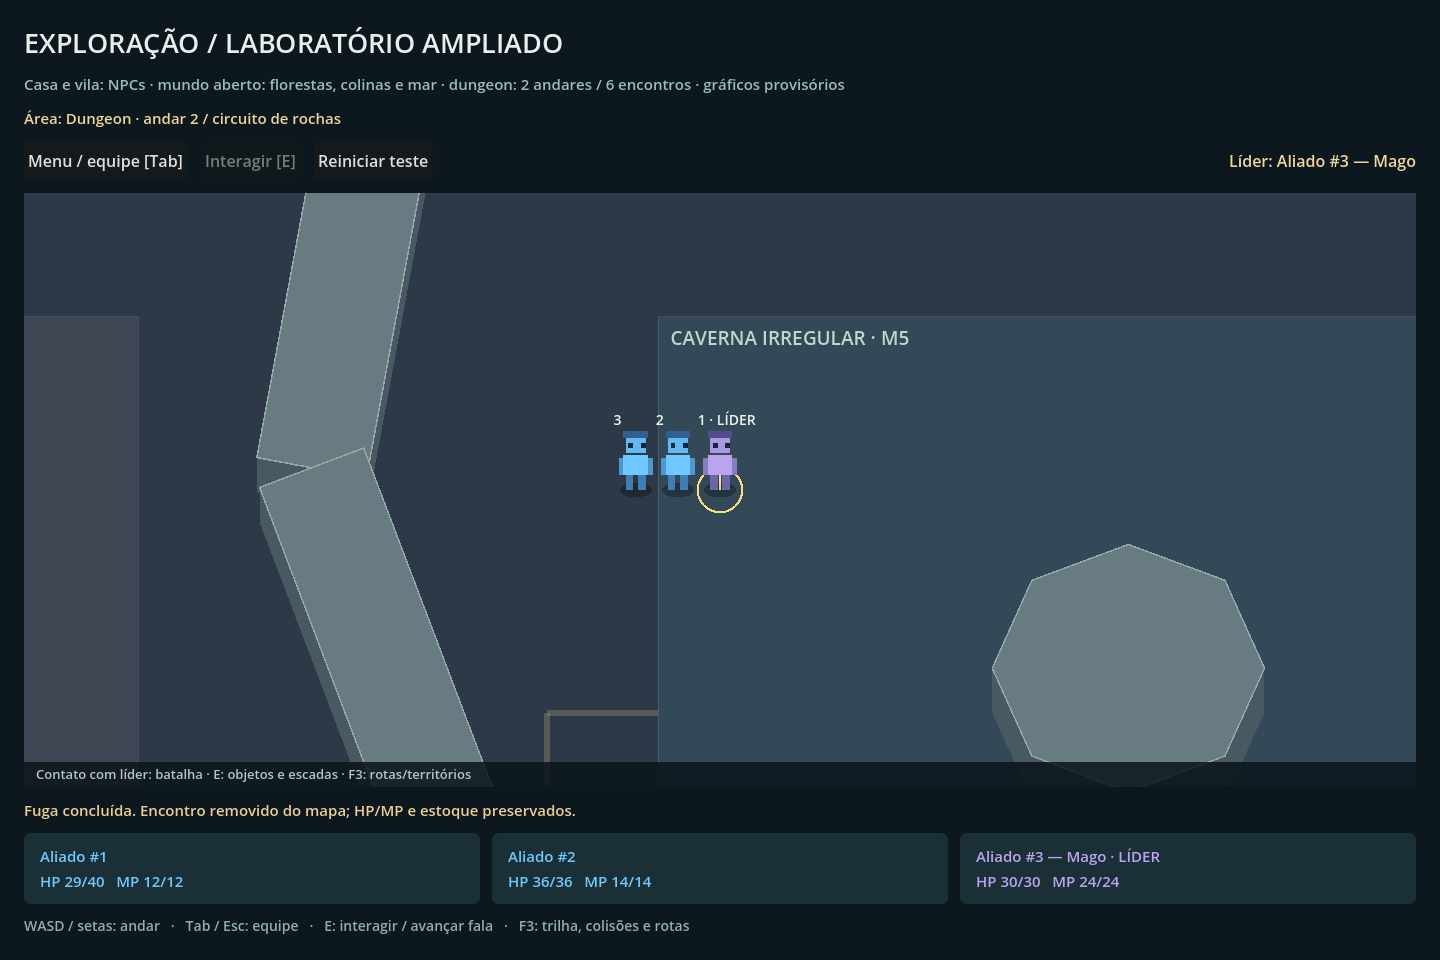 EXPLORAÇÃO / LABORATÓRIO AMPLIADO
Casa e vila: NPCs · mundo aberto: florestas, colinas e mar · dungeon: 2 andares / 6 encontros · gráficos provisórios
Área: Dungeon · andar 2 / circuito de rochas
Menu / equipe [Tab] Interagir [E] Reiniciar teste Líder: Aliado #3 — Mago
CAVERNA IRREGULAR · M5
3 2 1 · LÍDER
Contato com líder: batalha · E: objetos e escadas · F3: rotas/territórios
Fuga concluída. Encontro removido do mapa; HP/MP e estoque preservados.
Aliado #1
HP 29/40 MP 12/12
Aliado #2
HP 36/36 MP 14/14
Aliado #3 — Mago · LÍDER
HP 30/30 MP 24/24
WASD / setas: andar · Tab / Esc: equipe · E: interagir / avançar fala · F3: trilha, colisões e rotas